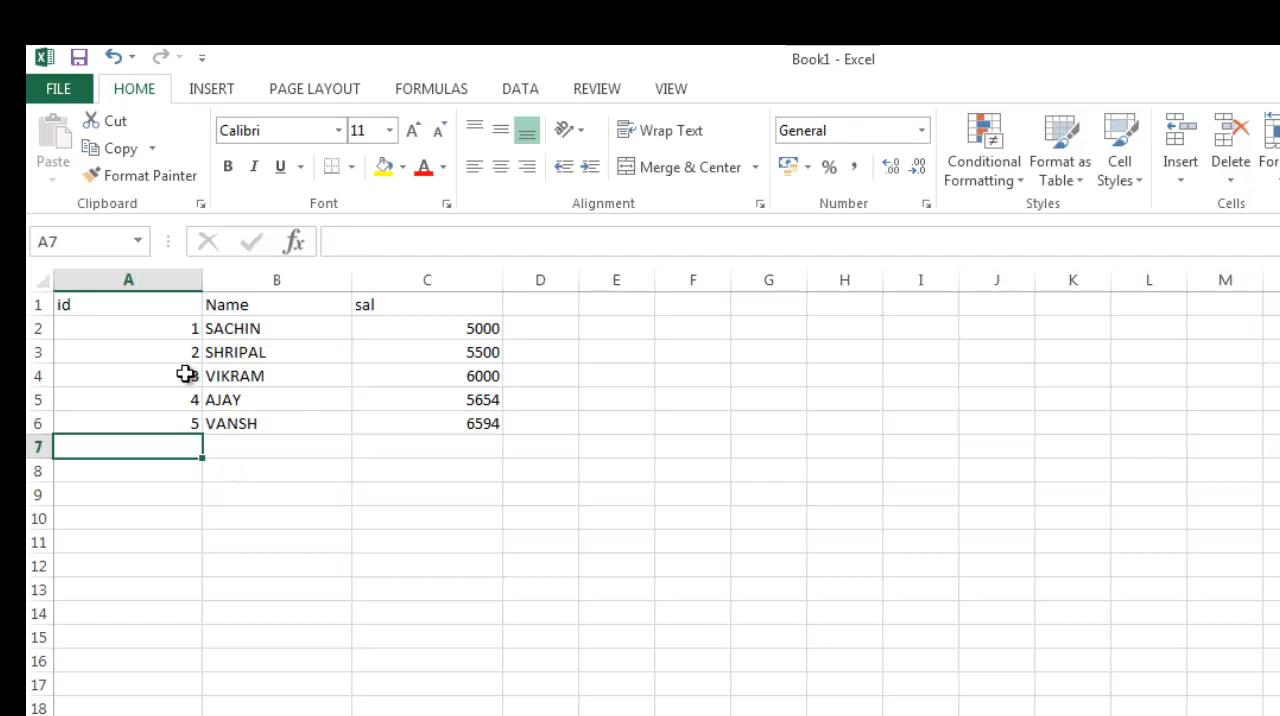 Book1 - Excel
FILE HOME INSERT PAGE LAYOUT FORMULAS DATA REVIEW VIEW
Paste
Cut
Copy
Format Painter
Clipboard
Calibri 11
B I U A
Font
Wrap Text
Merge & Center
Alignment
General
% , .00 .0
Number
Conditional Formatting
Format as Table
Cell Styles
Styles
Insert
Delete
Cells
A7 fx
A B C D E F G H I J K L M
1 id Name sal
2 1 SACHIN 5000
3 2 SHRIPAL 5500
4 VIKRAM 6000
5 4 AJAY 5654
6 5 VANSH 6594
7
8
9
10
11
12
13
14
15
16
17
18